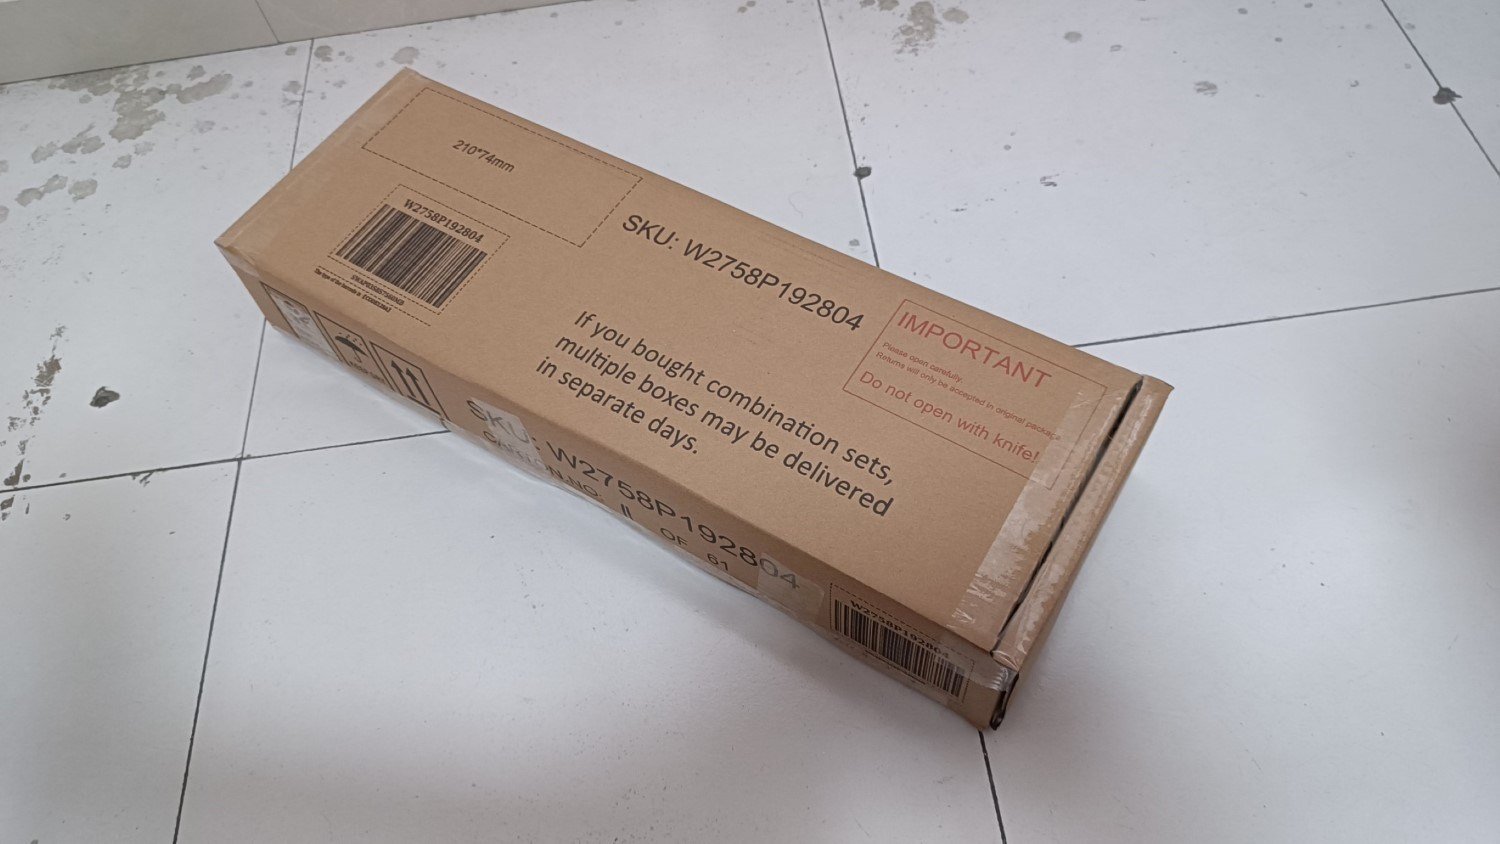 210*74mm
W2758P192804
SKU: W2758P192804
IMPORTANT
Please open carefully.
Returns will only be accepted in original package
Do not open with knife!
If you bought combination sets,
multiple boxes may be delivered
in separate days.
SKU: W2758P192804
OF 61
W2758P192804